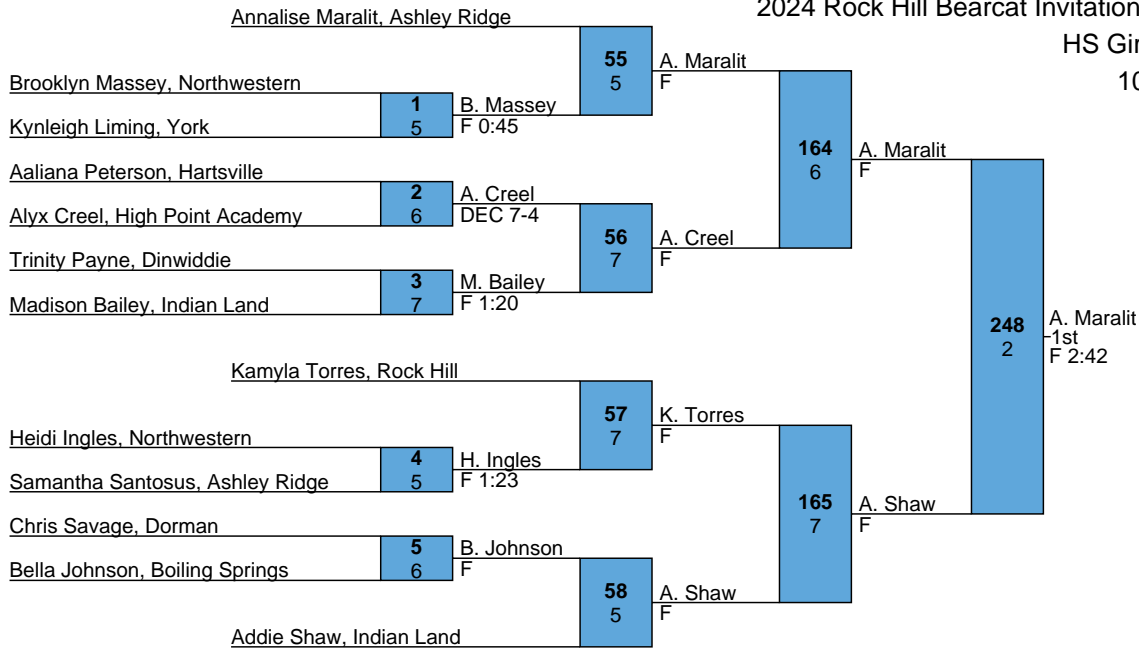 2024 Rock Hill Bearcat Invitation
HS Gir
10
Annalise Maralit, Ashley Ridge
55
5
A. Maralit
F
Brooklyn Massey, Northwestern
1
5
B. Massey
F 0:45
Kynleigh Liming, York
164
6
A. Maralit
F
Aaliana Peterson, Hartsville
2
6
A. Creel
DEC 7-4
Alyx Creel, High Point Academy
56
7
A. Creel
F
Trinity Payne, Dinwiddie
3
7
M. Bailey
F 1:20
Madison Bailey, Indian Land
248
2
A. Maralit
1st
F 2:42
Kamyla Torres, Rock Hill
57
7
K. Torres
F
Heidi Ingles, Northwestern
4
5
H. Ingles
F 1:23
Samantha Santosus, Ashley Ridge
165
7
A. Shaw
F
Chris Savage, Dorman
5
6
B. Johnson
F
Bella Johnson, Boiling Springs
58
5
A. Shaw
F
Addie Shaw, Indian Land